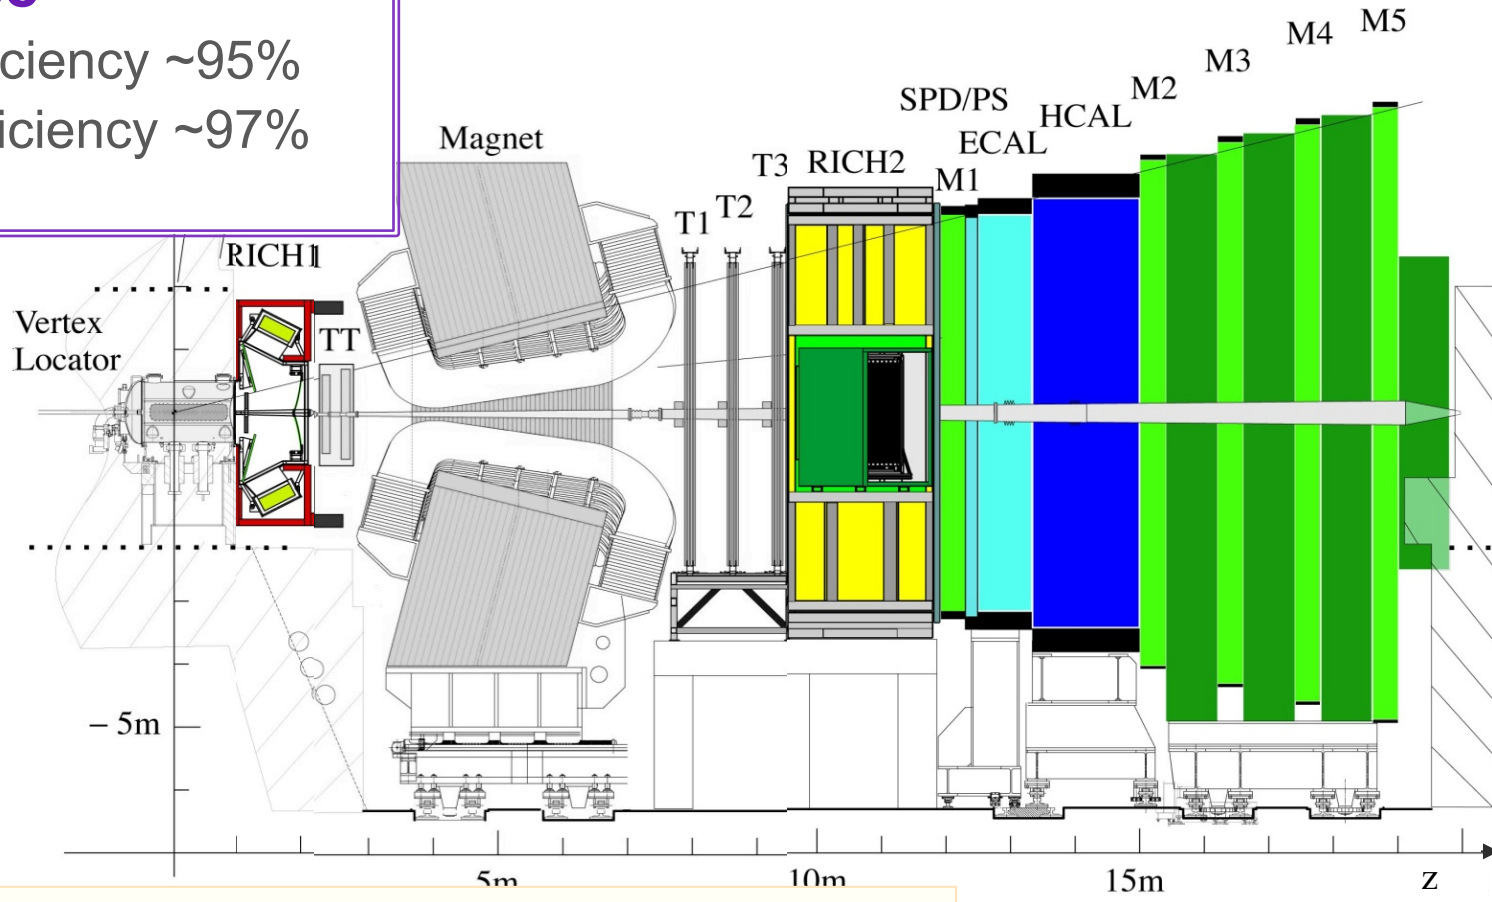 ciency ~95%
iciency ~97%
M5
M4
M3
M2
SPD/PS
HCAL
ECAL
Magnet
T3
RICH2
M1
T2
T1
RICH1
Vertex
Locator
TT
– 5m
5m
10m
15m
z